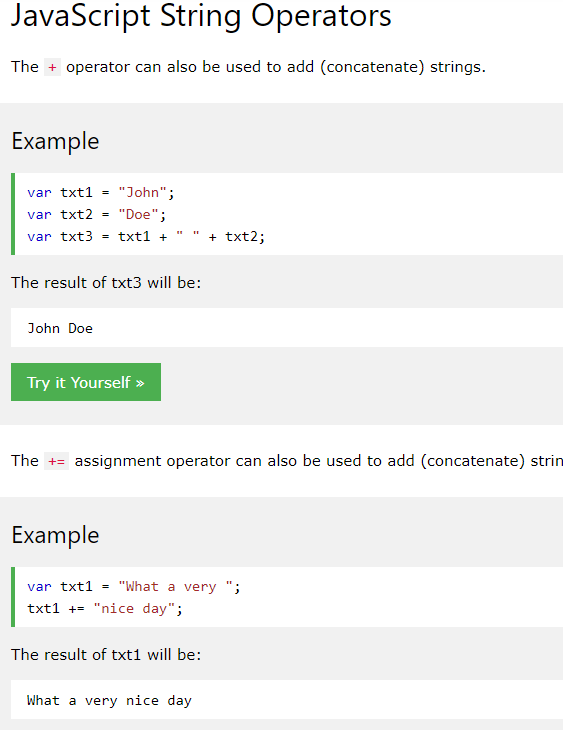 JavaScript String Operators
The + operator can also be used to add (concatenate) strings.
Example
var txt1 = "John";
var txt2 = "Doe";
var txt3 = txt1 + " " + txt2;
The result of txt3 will be:
John Doe
Try it Yourself »
The += assignment operator can also be used to add (concatenate) strin
Example
var txt1 = "What a very ";
txt1 += "nice day";
The result of txt1 will be:
What a very nice day